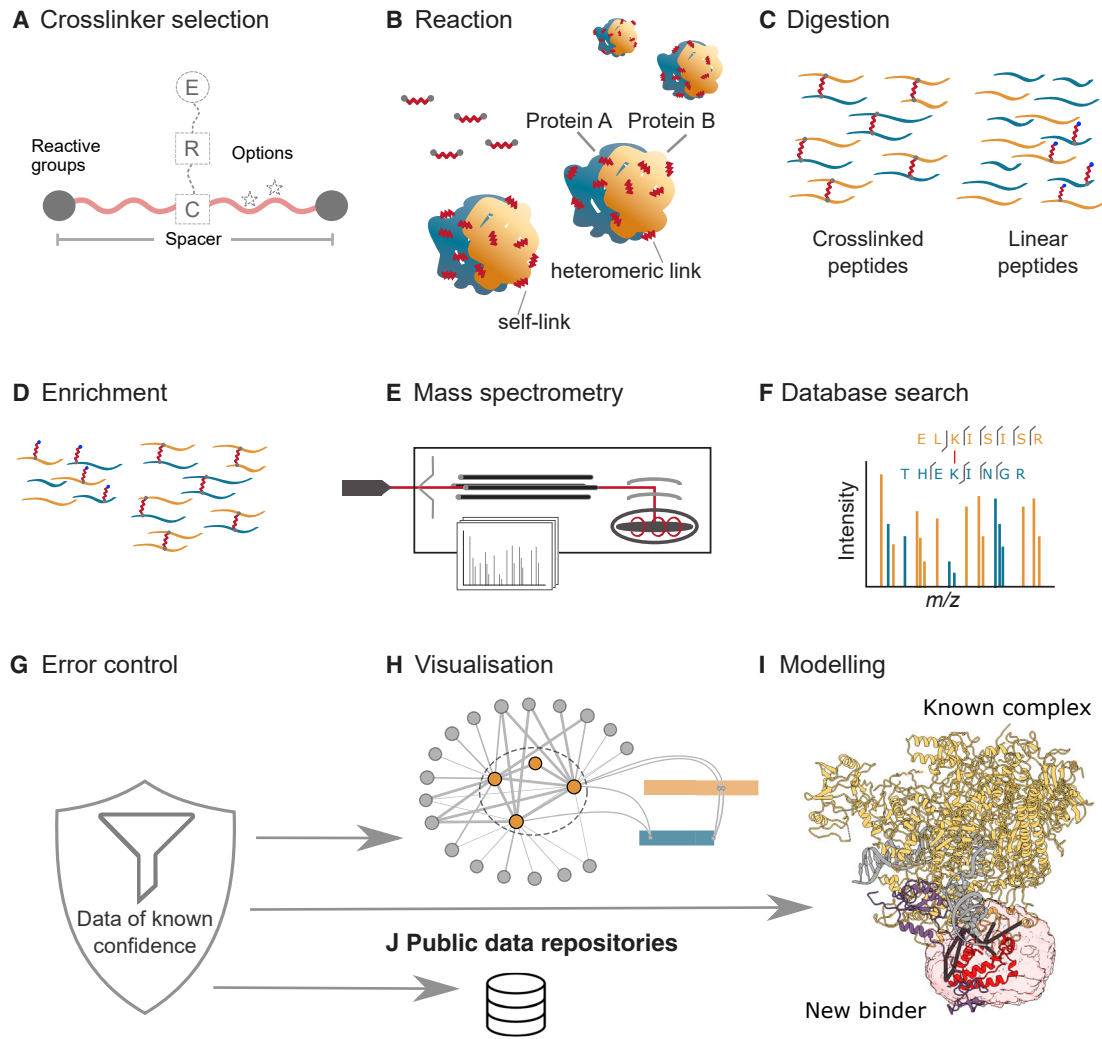 A Crosslinker selection
E
R
C
Reactive
groups
Options
Spacer
B Reaction
Protein A
Protein B
heteromeric link
self-link
C Digestion
Crosslinked
peptides
Linear
peptides
D Enrichment
E Mass spectrometry
F Database search
E L K I S I S R
T H E K I N G R
Intensity
m/z
G Error control
Data of known
confidence
H Visualisation
J Public data repositories
I Modelling
Known complex
New binder